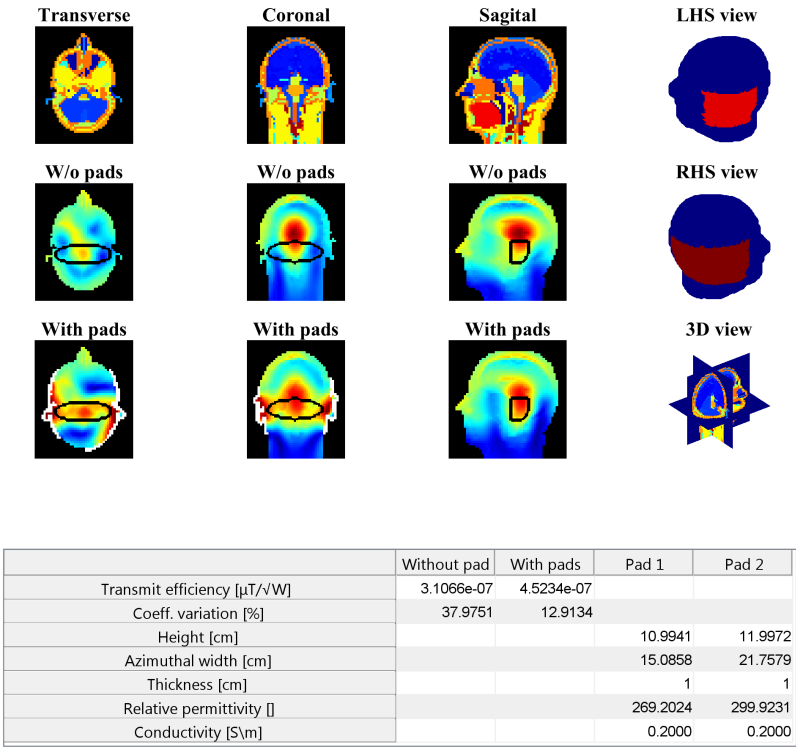 Transverse Coronal Sagital LHS view
W/o pads W/o pads W/o pads RHS view
With pads With pads With pads 3D view
Without pad With pads Pad 1 Pad 2
Transmit efficiency [μT/√W] 3.1066e-07 4.5234e-07
Coeff. variation [%] 37.9751 12.9134
Height [cm] 10.9941 11.9972
Azimuthal width [cm] 15.0858 21.7579
Thickness [cm] 1 1
Relative permittivity [] 269.2024 299.9231
Conductivity [S\m] 0.2000 0.2000